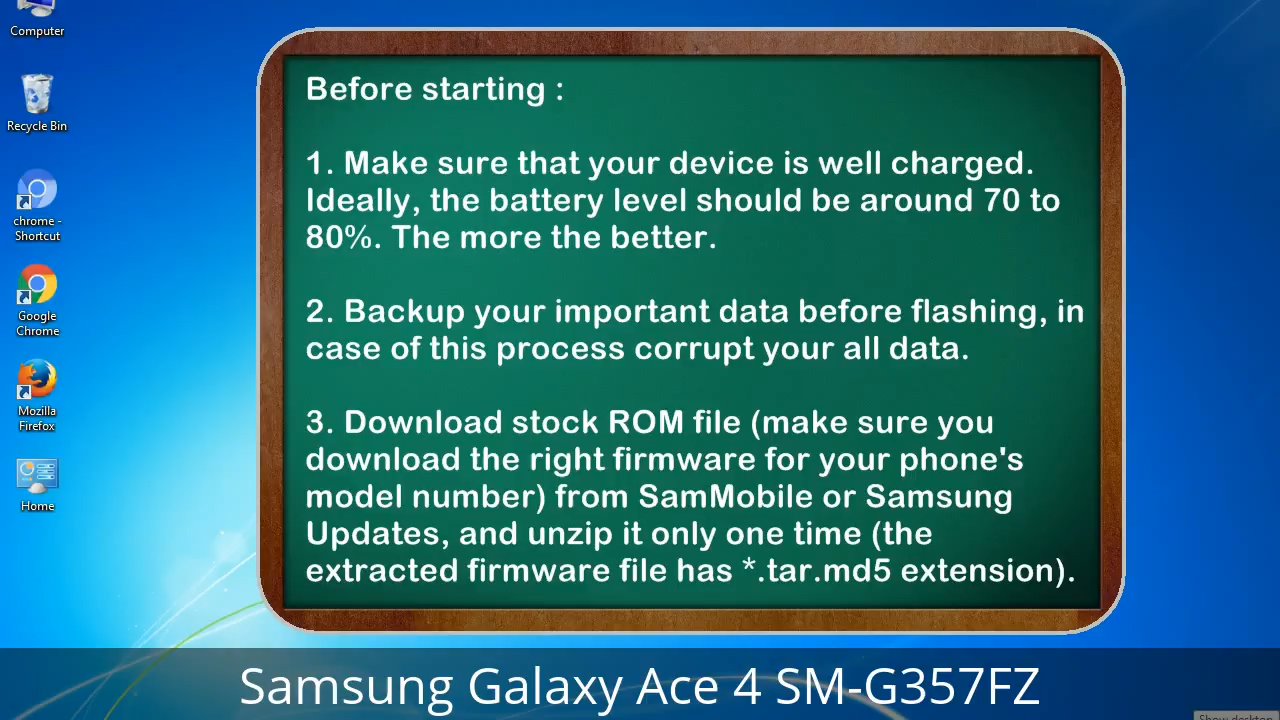 Computer
Recycle Bin
chrome -
Shortcut
Google
Chrome
Mozilla
Firefox
Home
Before starting :
1. Make sure that your device is well charged.
Ideally, the battery level should be around 70 to
80%. The more the better.
2. Backup your important data before flashing, in
case of this process corrupt your all data.
3. Download stock ROM file (make sure you
download the right firmware for your phone's
model number) from SamMobile or Samsung
Updates, and unzip it only one time (the
extracted firmware file has *.tar.md5 extension).
Samsung Galaxy Ace 4 SM-G357FZ
Show desktop